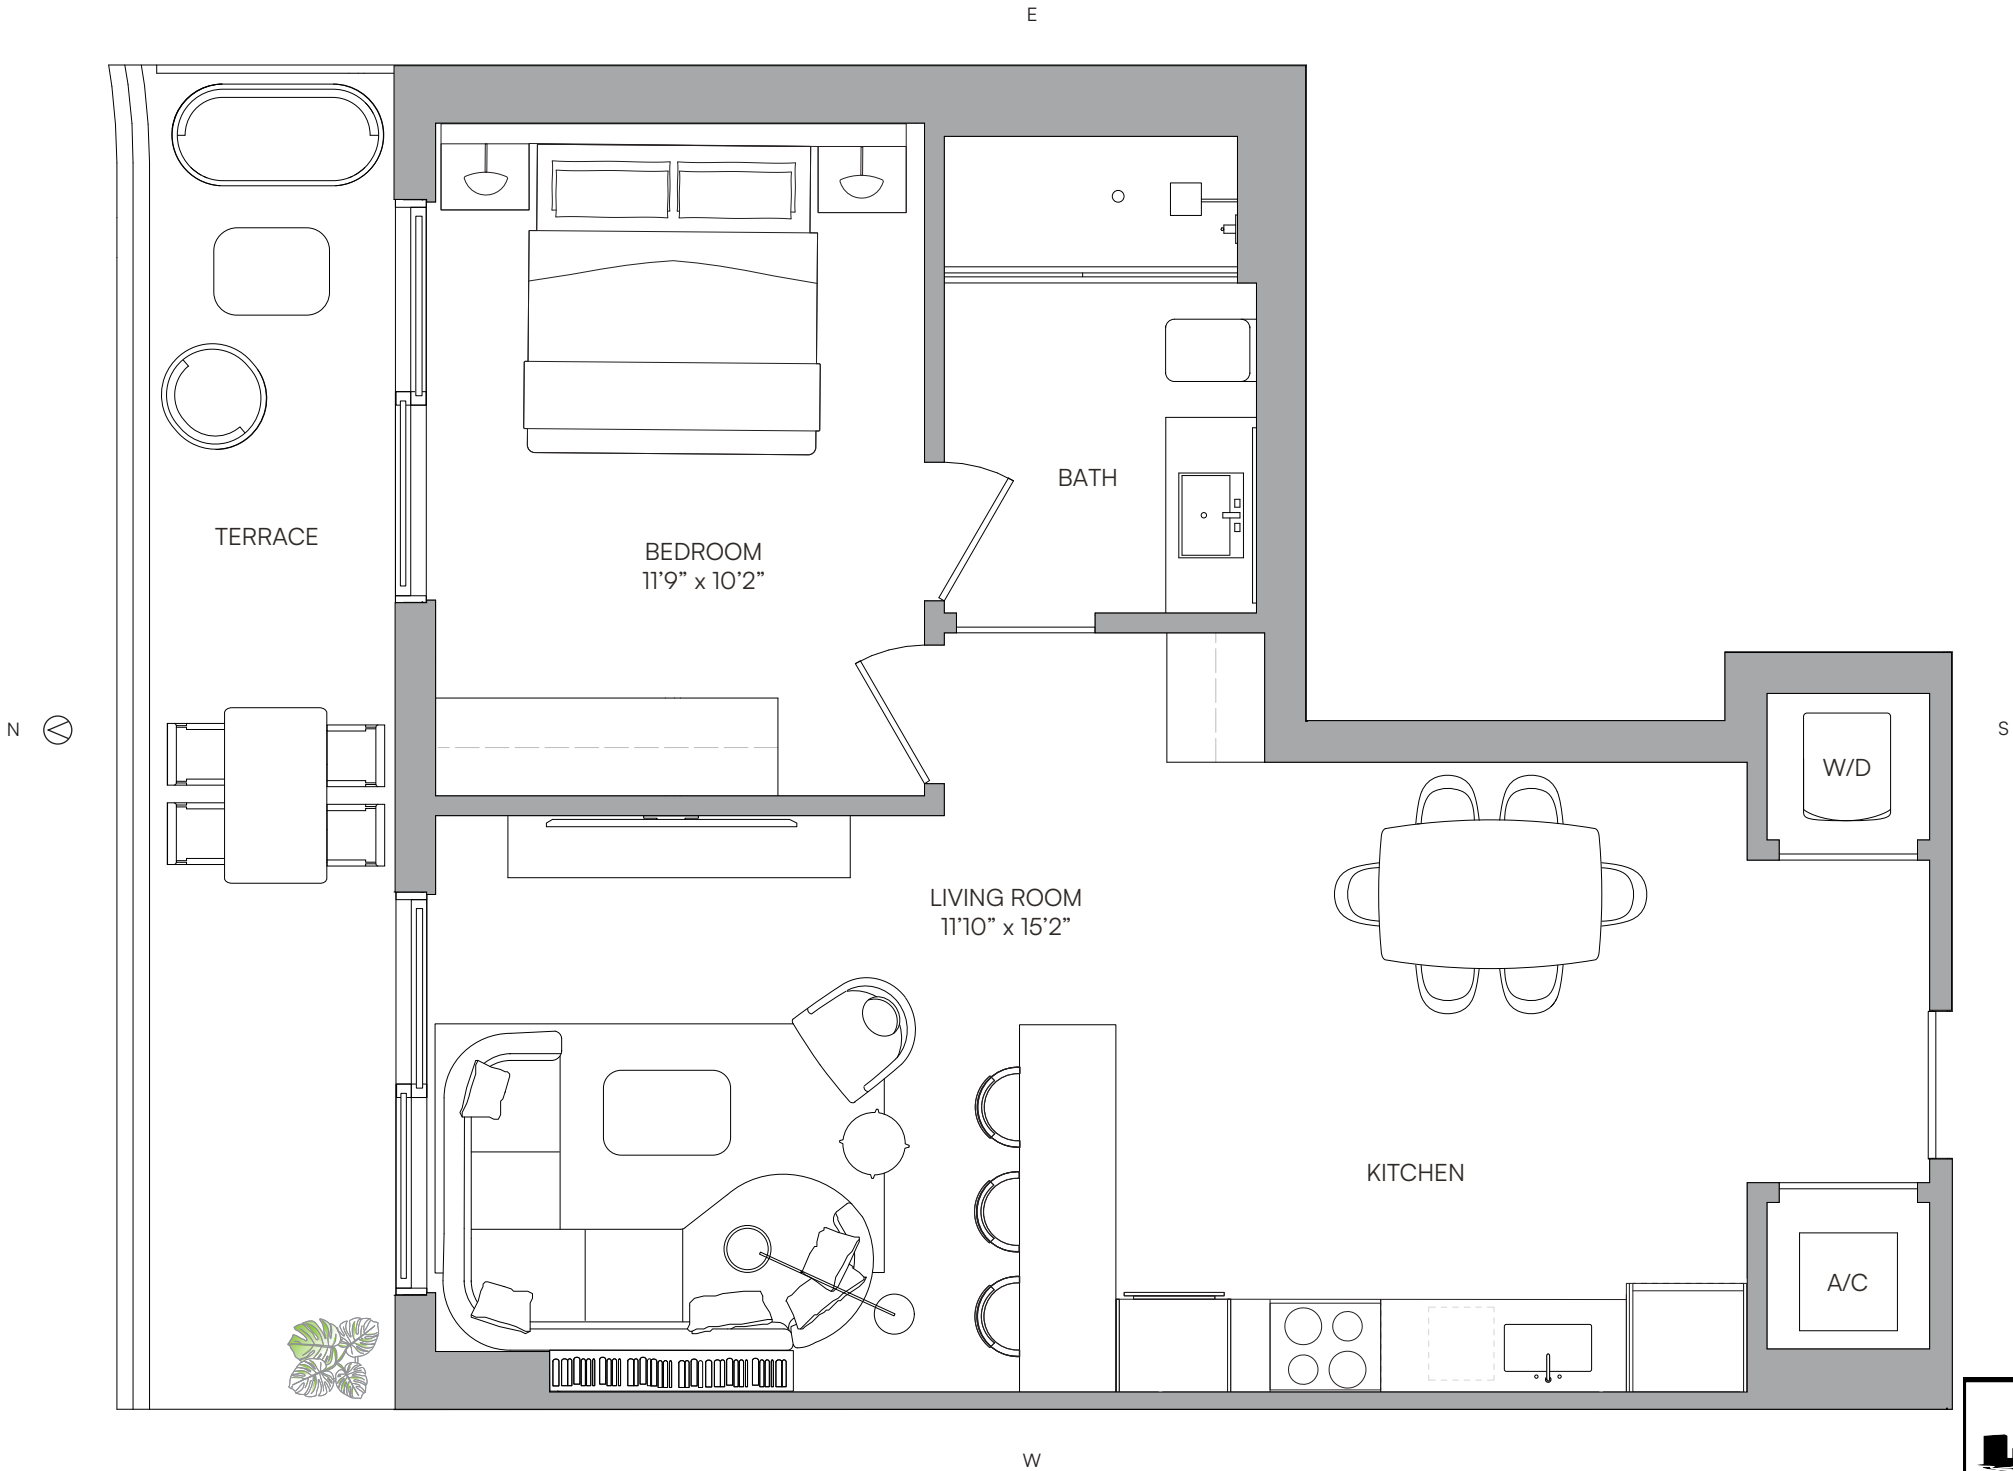 E
BATH
TERRACE
BEDROOM
11’9” x 10’2”
N
S
W/D
LIVING ROOM
11’10” x 15’2”
KITCHEN
A/C
W